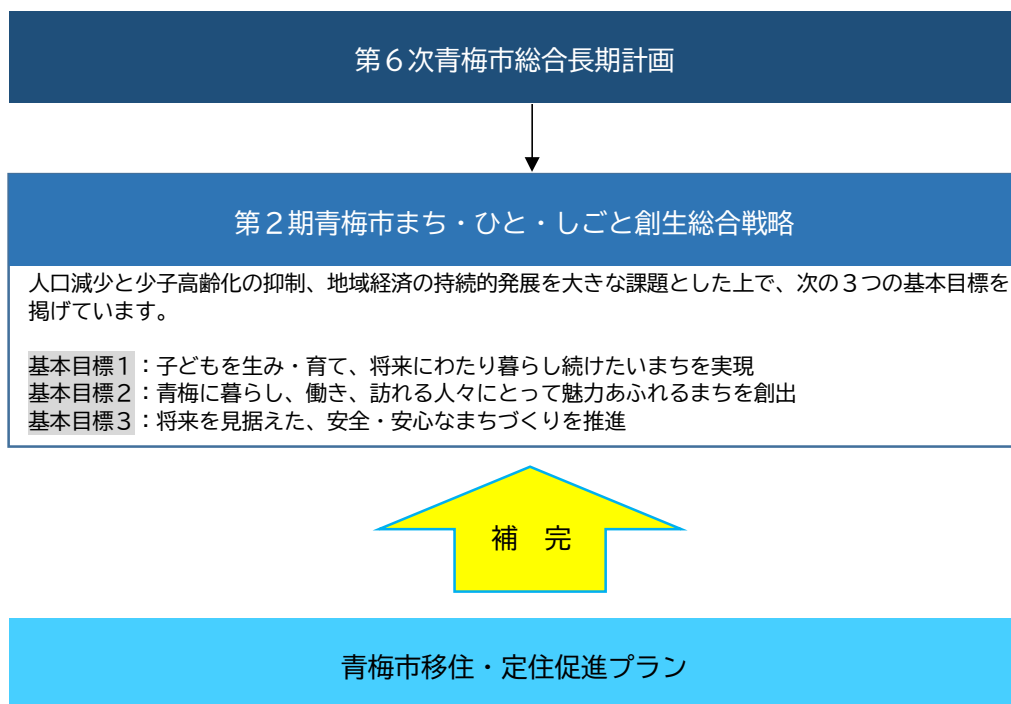 第６次青梅市総合長期計画
第２期青梅市まち・ひと・しごと創生総合戦略
人口減少と少子高齢化の抑制、地域経済の持続的発展を大きな課題とした上で、次の３つの基本目標を
掲げています。
基本目標１：子どもを生み・育て、将来にわたり暮らし続けたいまちを実現
基本目標２：青梅に暮らし、働き、訪れる人々にとって魅力あふれるまちを創出
基本目標３：将来を見据えた、安全・安心なまちづくりを推進
補　完
青梅市移住・定住促進プラン